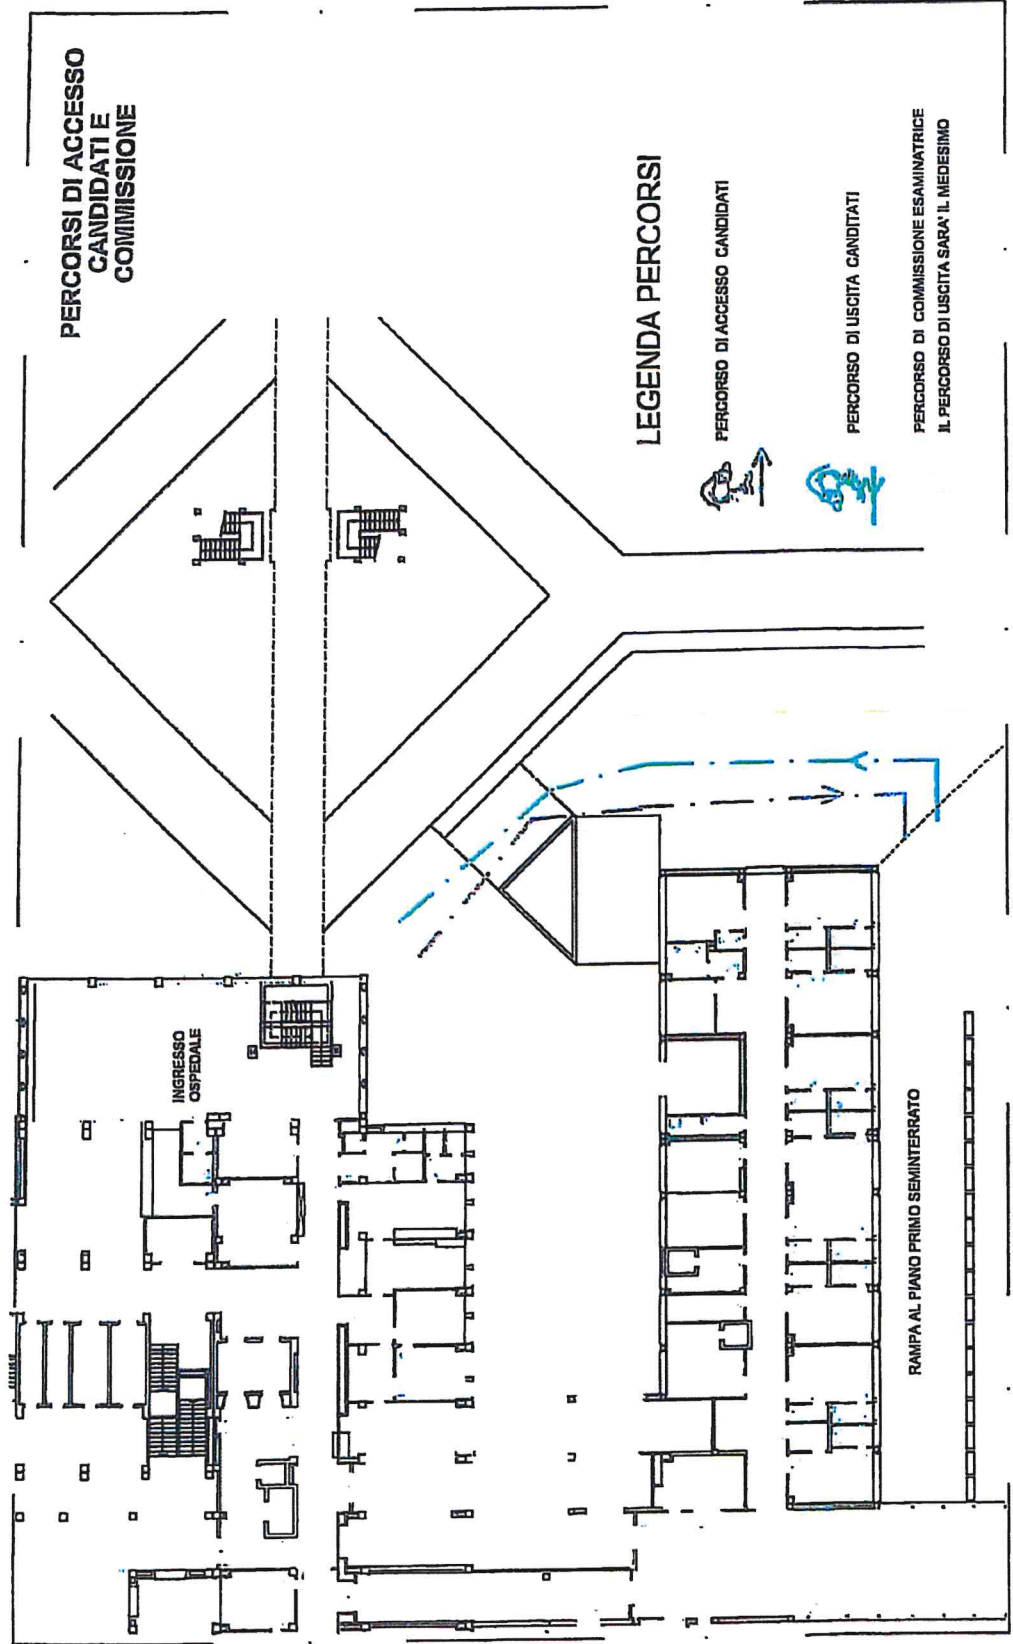 PERCORSI DI ACCESSO
CANDIDATI E
COMMISSIONE
INGRESSO
OSPEDALE
LEGENDA PERCORSI
PERCORSO DI ACCESSO CANDIDATI
PERCORSO DI USCITA CANDITATI
PERCORSO DI COMMISSIONE ESAMINATRICE
IL PERCORSO DI USCITA SARA' IL MEDESIMO
RAMPA AL PIANO PRIMO SEMINTERRATO